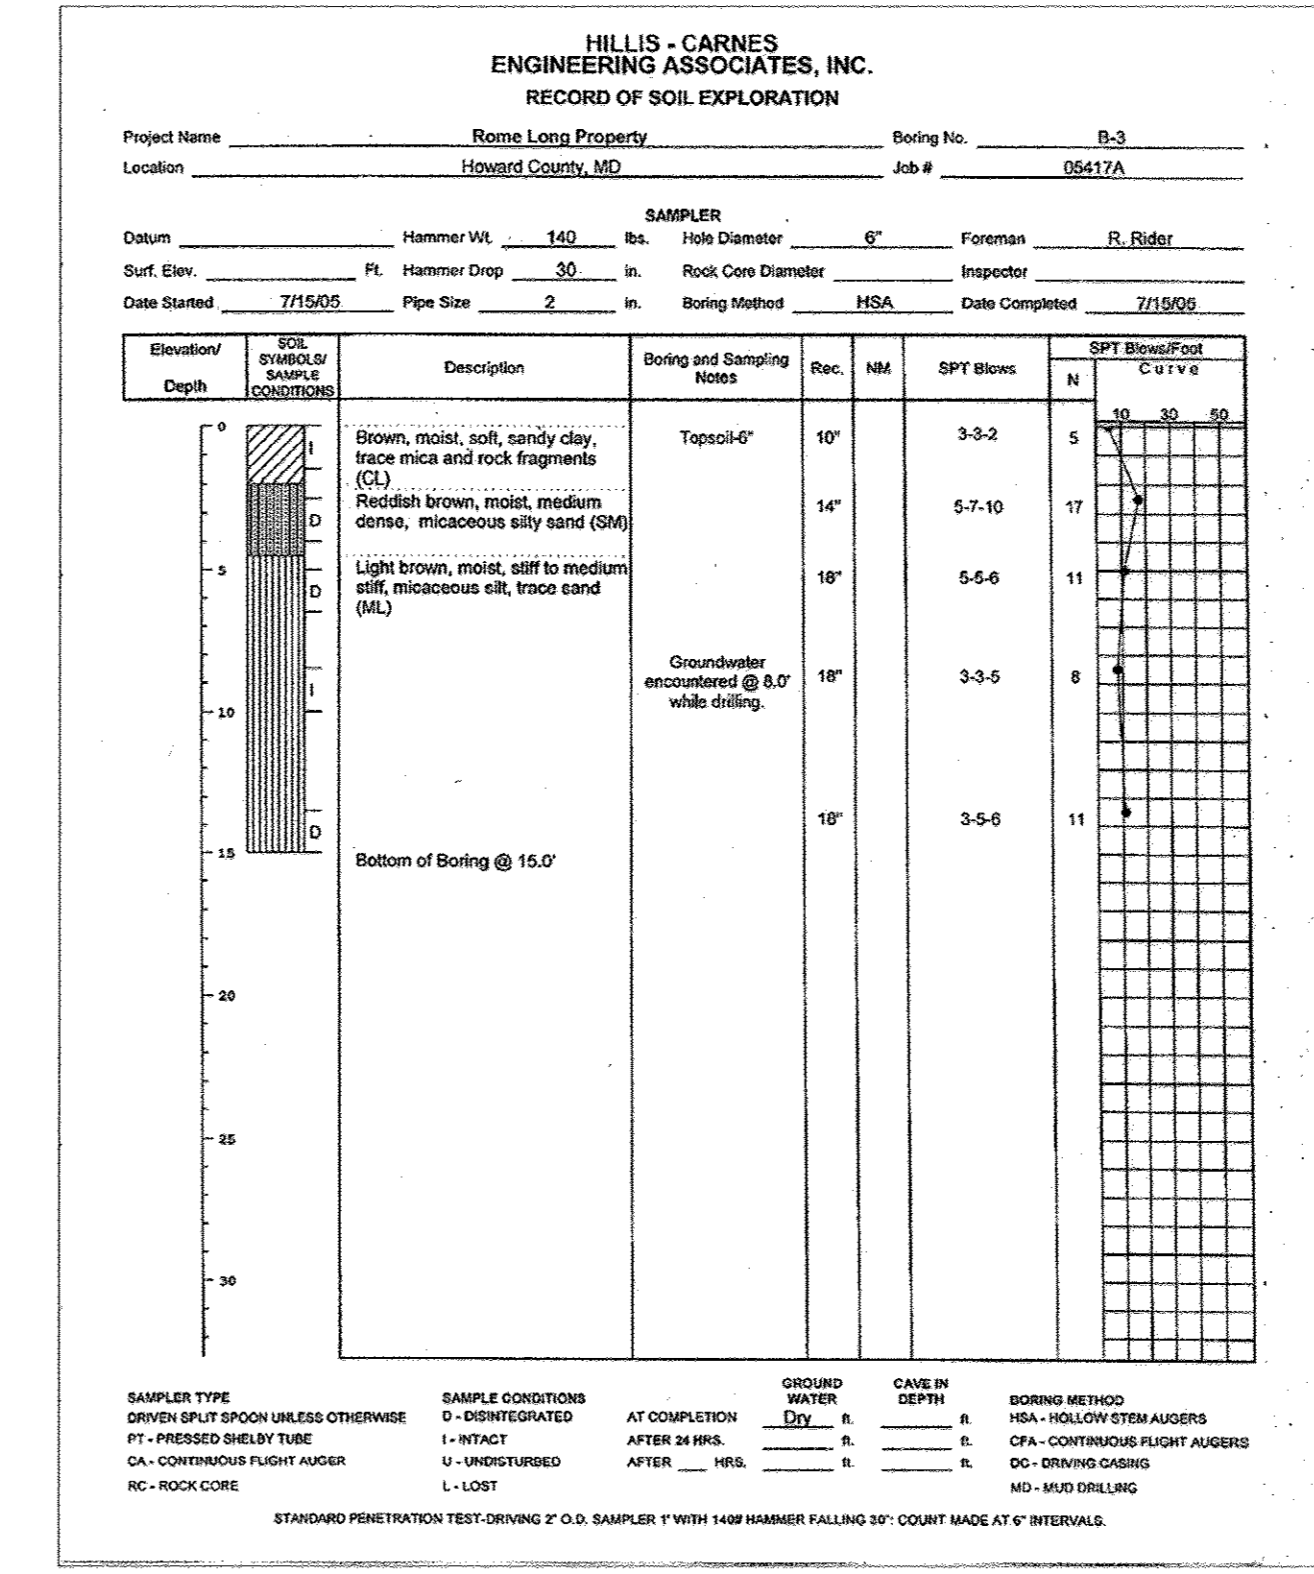 HILLIS - CARNES
ENGINEERING ASSOCIATES, INC.
RECORD OF SOIL EXPLORATION
Project Name Rome Long Property Boring No. B-3
Location Howard County, MD Job # 05417A
SAMPLER
Datum Hammer Wt. 140 lbs. Hole Diameter 6" Foreman R. Rider
Surf. Elev. Ft. Hammer Drop 30 in. Rock Core Diameter Inspector
Date Started 7/15/05 Pipe Size 2 in. Boring Method HSA Date Completed 7/15/05
Elevation/
Depth
SOIL
SYMBOLS/
SAMPLE
CONDITIONS
Description
Boring and Sampling
Notes
Rec.
NM
SPT Blows
SPT Blows/Foot
Curve
N
10 30 50
0
I
Brown, moist, soft, sandy clay,
trace mica and rock fragments
(CL)
Topsoil-6"
10"
3-3-2
5
D
Reddish brown, moist, medium
dense, micaceous silty sand (SM)
14"
5-7-10
17
5
D
Light brown, moist, stiff to medium
stiff, micaceous silt, trace sand
(ML)
18"
5-5-6
11
I
Groundwater
encountered @ 8.0'
while drilling.
18"
3-3-5
8
10
D
18"
3-5-6
11
15
Bottom of Boring @ 15.0'
20
25
30
SAMPLER TYPE
DRIVEN SPLIT SPOON UNLESS OTHERWISE
PT - PRESSED SHELBY TUBE
CA - CONTINUOUS FLIGHT AUGER
RC - ROCK CORE
SAMPLE CONDITIONS
D - DISINTEGRATED
I - INTACT
U - UNDISTURBED
L - LOST
GROUND
WATER
CAVE IN
DEPTH
AT COMPLETION Dry ft. ft.
AFTER 24 HRS. ft. ft.
AFTER ___ HRS. ft. ft.
BORING METHOD
HSA - HOLLOW STEM AUGERS
CFA - CONTINUOUS FLIGHT AUGERS
DC - DRIVING CASING
MD - MUD DRILLING
STANDARD PENETRATION TEST-DRIVING 2" O.D. SAMPLER 1' WITH 140# HAMMER FALLING 30": COUNT MADE AT 6" INTERVALS.